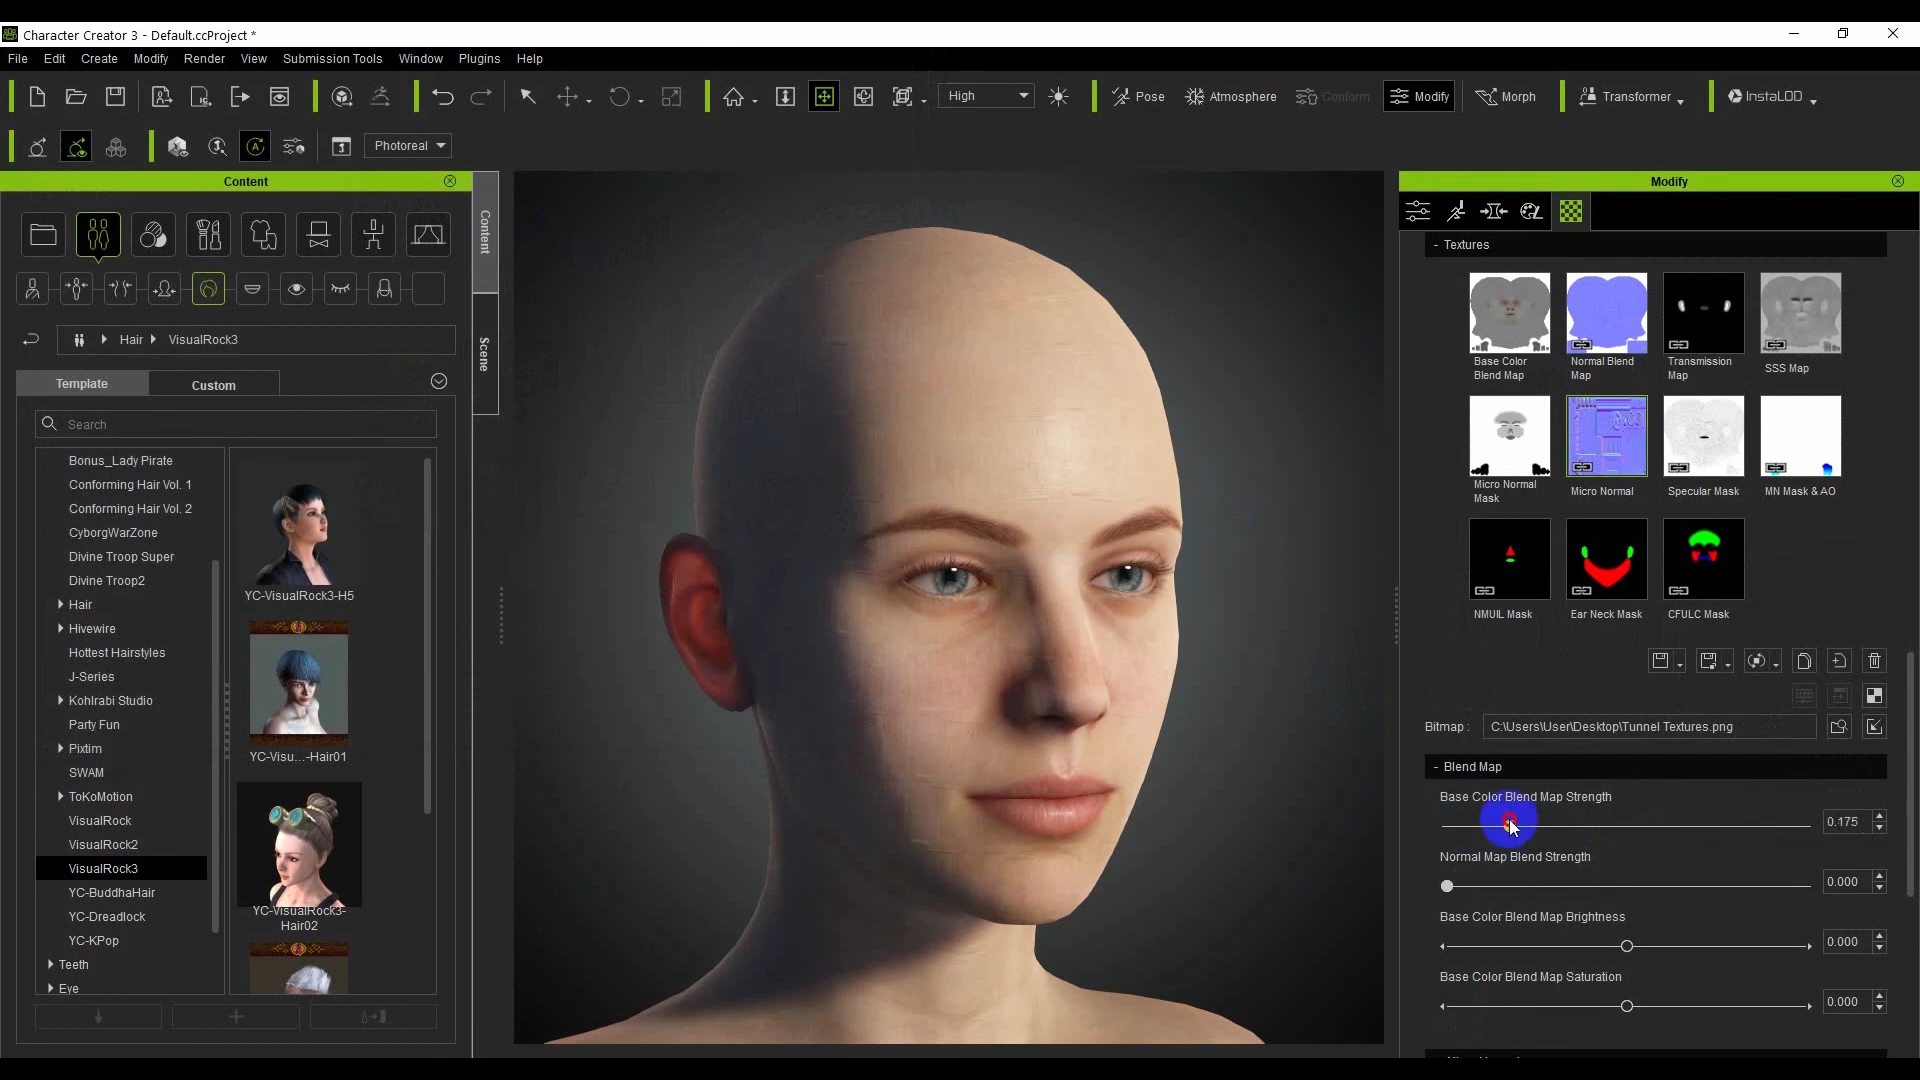 Character Creator 3 - Default.ccProject *
File Edit Create Modify Render View Submission Tools Window Plugins Help
High Pose Atmosphere Conform Modify Morph Transformer InstaLOD
Photoreal
Content
Content
Scene
Hair VisualRock3
Template Custom
Search
Bonus_Lady Pirate
Conforming Hair Vol. 1
Conforming Hair Vol. 2
CyborgWarZone
Divine Troop Super
Divine Troop2
Hair
Hivewire
Hottest Hairstyles
J-Series
Kohlrabi Studio
Party Fun
Pixtim
SWAM
ToKoMotion
VisualRock
VisualRock2
VisualRock3
YC-BuddhaHair
YC-Dreadlock
YC-KPop
Teeth
Eye
YC-VisualRock3-H5
YC-Visu...-Hair01
YC-VisualRock3-
Hair02
Modify
- Textures
Base Color
Blend Map
Normal Blend
Map
Transmission
Map
SSS Map
Micro Normal
Mask
Micro Normal
Specular Mask
MN Mask & AO
NMUIL Mask
Ear Neck Mask
CFULC Mask
Bitmap : C:\Users\User\Desktop\Tunnel Textures.png
- Blend Map
Base Color Blend Map Strength
0.175
Normal Map Blend Strength
0.000
Base Color Blend Map Brightness
0.000
Base Color Blend Map Saturation
0.000